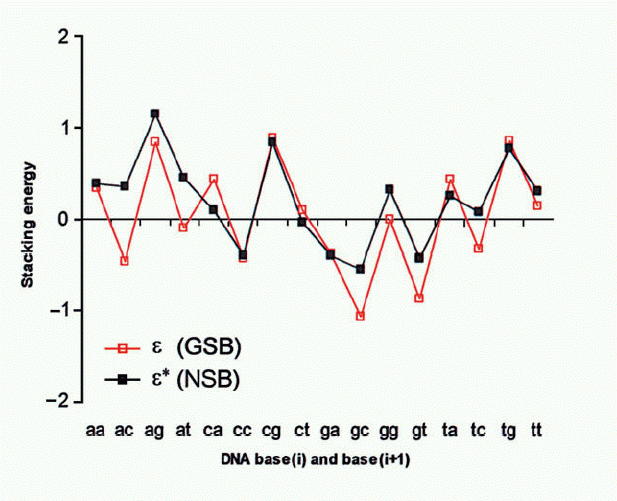 2
1
0
−1
−2
Stacking energy
ε (GSB)
ε* (NSB)
aa ac ag at ca cc cg ct ga gc gg gt ta tc tg tt
DNA base(i) and base(i+1)